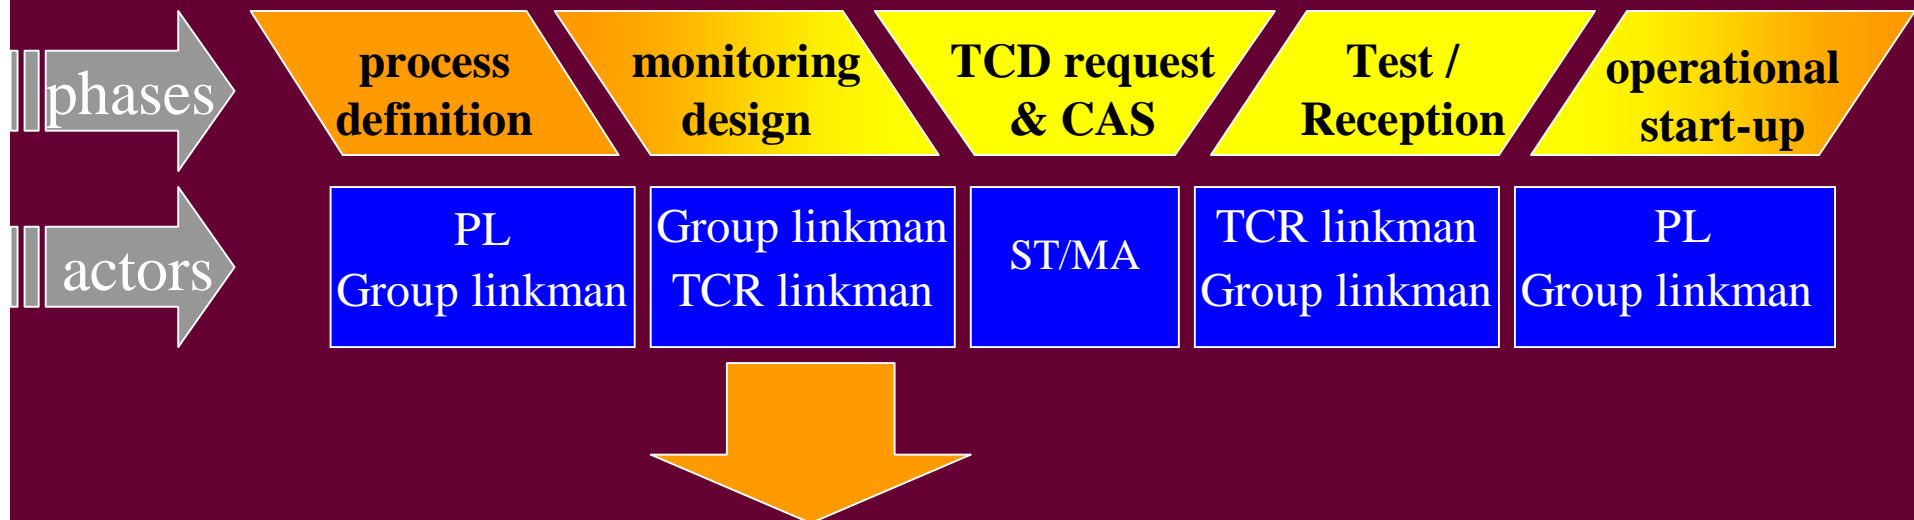 phases
process
definition
monitoring
design
TCD request
& CAS
Test /
Reception
operational
start-up
actors
PL
Group linkman
Group linkman
TCR linkman
ST/MA
TCR linkman
Group linkman
PL
Group linkman